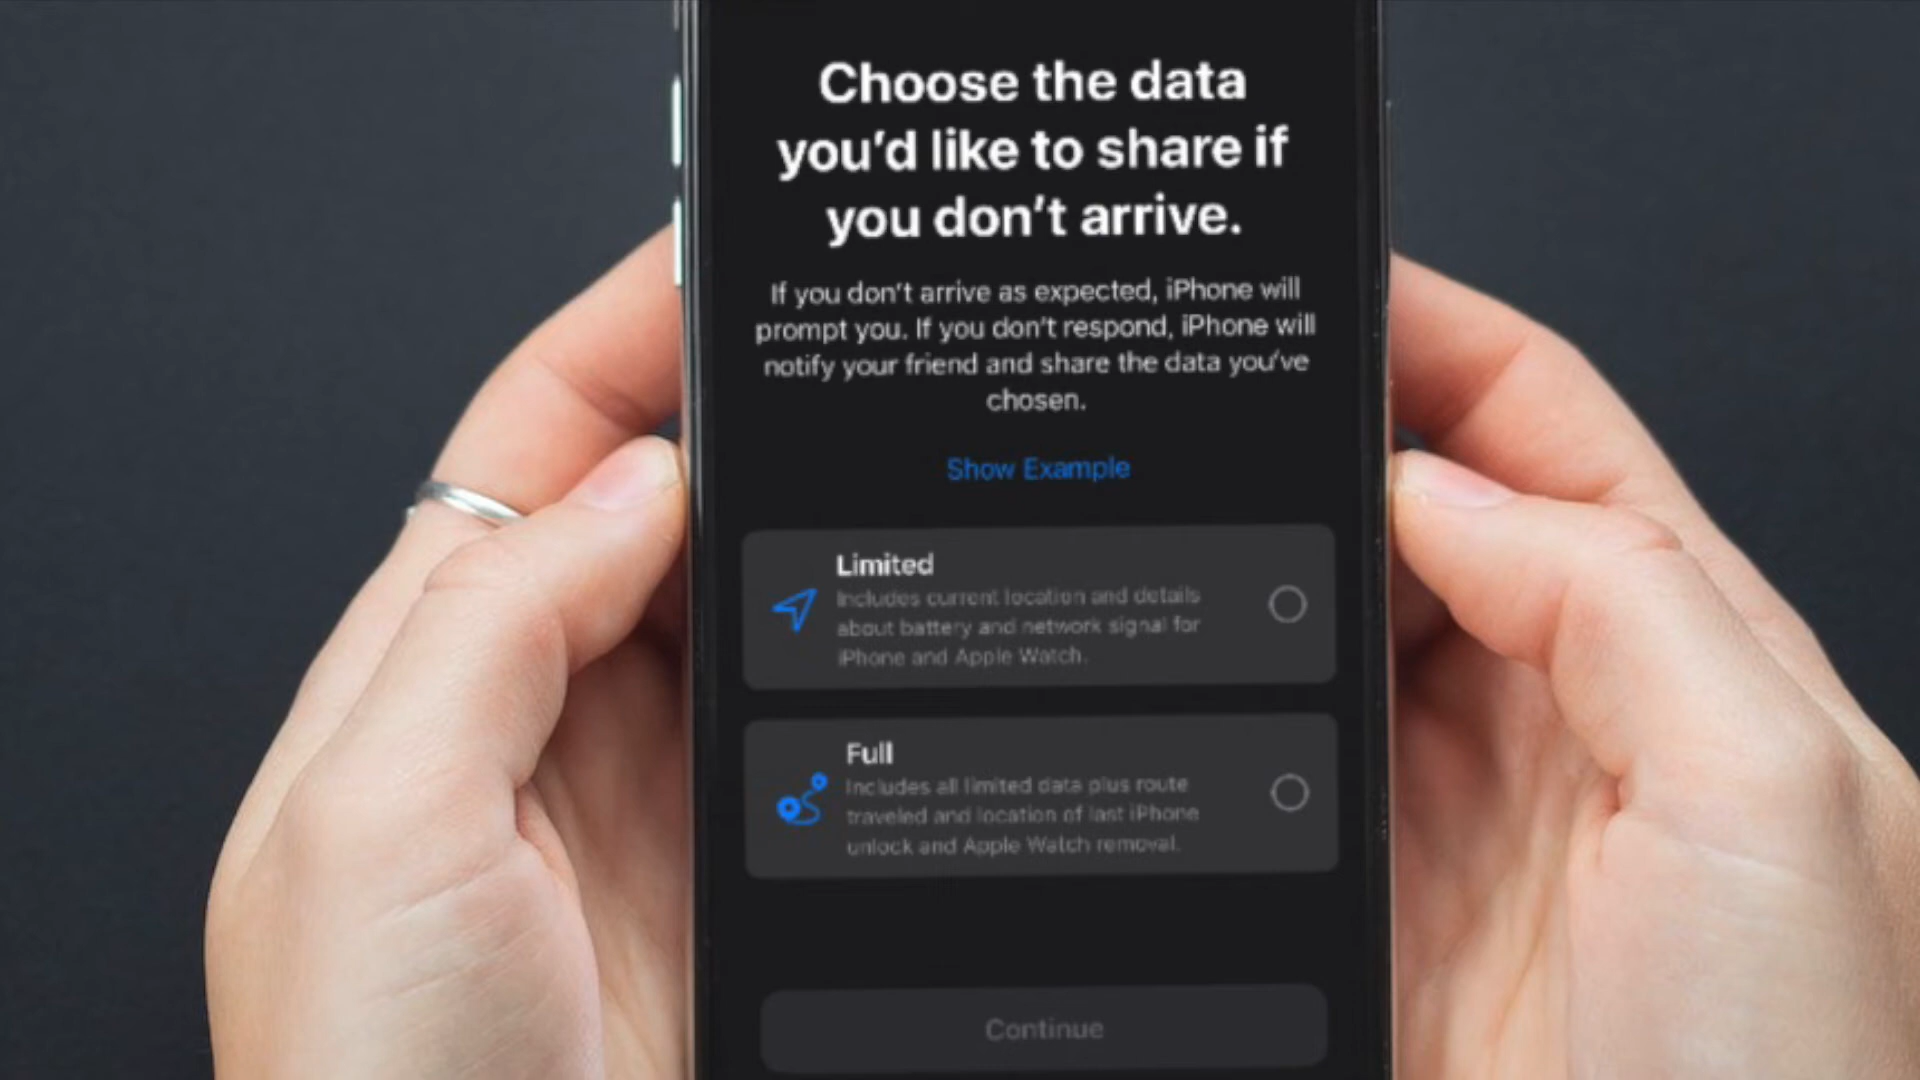 Choose the data
you'd like to share if
you don't arrive.
If you don't arrive as expected, iPhone will
prompt you. If you don't respond, iPhone will
notify your friend and share the data you've
chosen.
Show Example
Limited
Includes current location and details
about battery and network signal for
iPhone and Apple Watch.
Full
Includes all limited data plus route
traveled and location of last iPhone
unlock and Apple Watch removal.
Continue